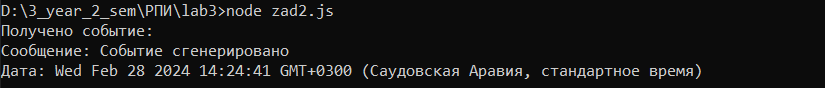 D:\3_year_2_sem\РПИ\lab3>node zad2.js
Получено событие:
Сообщение: Событие сгенерировано
Дата: Wed Feb 28 2024 14:24:41 GMT+0300 (Саудовская Аравия, стандартное время)